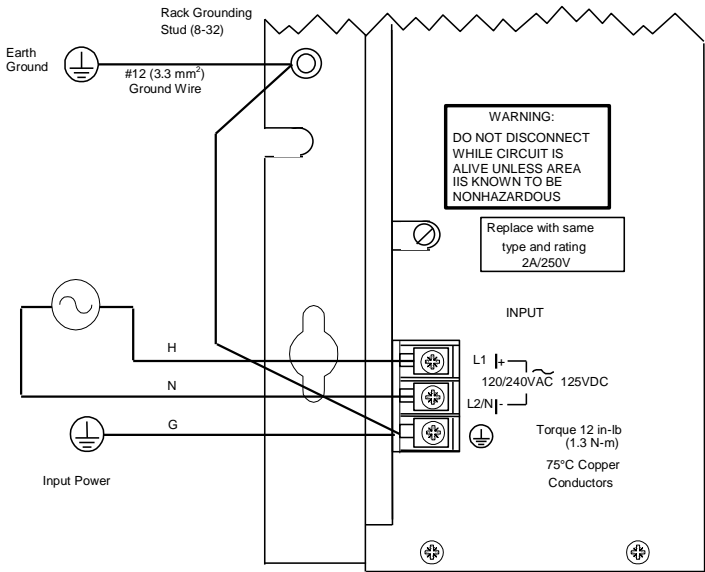 Rack Grounding
Stud (8-32)
Earth
Ground
#12 (3.3 mm²)
Ground Wire
WARNING:
DO NOT DISCONNECT
WHILE CIRCUIT IS
ALIVE UNLESS AREA
IIS KNOWN TO BE
NONHAZARDOUS
Replace with same
type and rating
2A/250V
INPUT
H
L1 +
120/240VAC 125VDC
N
L2/N -
G
Torque 12 in-lb
(1.3 N-m)
75°C Copper
Conductors
Input Power